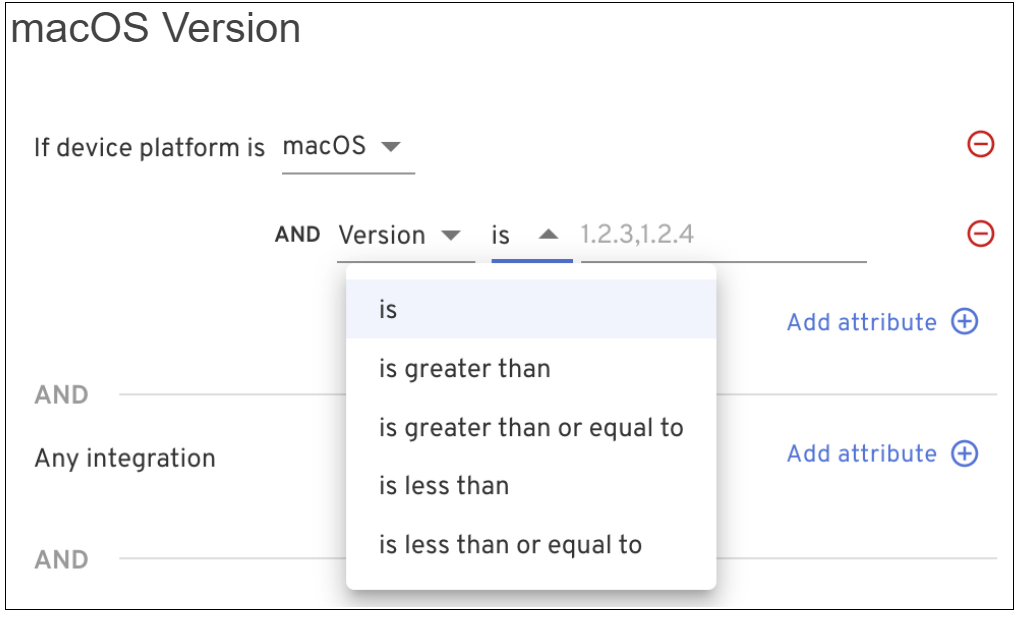 macOS Version
If device platform is macOS
AND Version is 1.2.3,1.2.4
is
is greater than
is greater than or equal to
is less than
is less than or equal to
Add attribute
AND
Any integration
Add attribute
AND